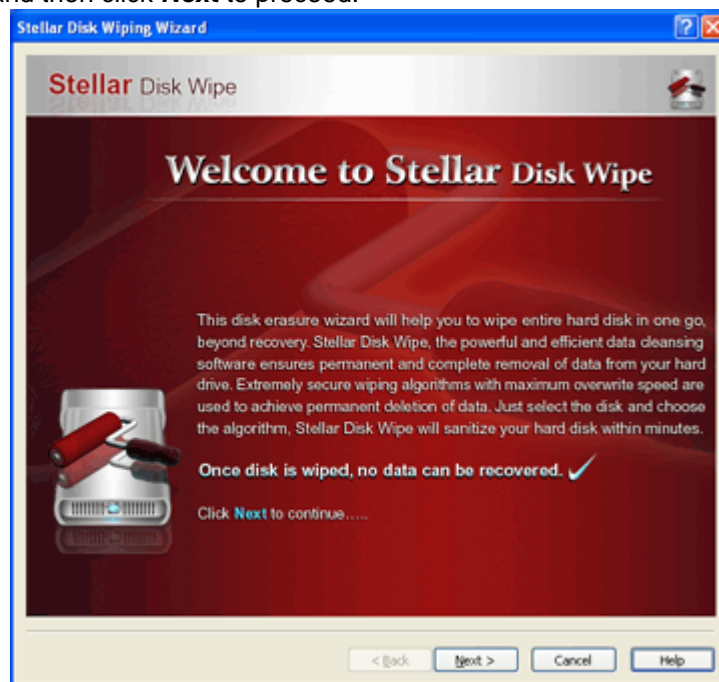 and then click Next to proceed.
Stellar Disk Wiping Wizard
Stellar Disk Wipe
Welcome to Stellar Disk Wipe
This disk erasure wizard will help you to wipe entire hard disk in one go,
beyond recovery. Stellar Disk Wipe, the powerful and efficient data cleansing
software ensures permanent and complete removal of data from your hard
drive. Extremely secure wiping algorithms with maximum overwrite speed are
used to achieve permanent deletion of data. Just select the disk and choose
the algorithm, Stellar Disk Wipe will sanitize your hard disk within minutes.
Once disk is wiped, no data can be recovered.
Click Next to continue.....
< Back Next > Cancel Help